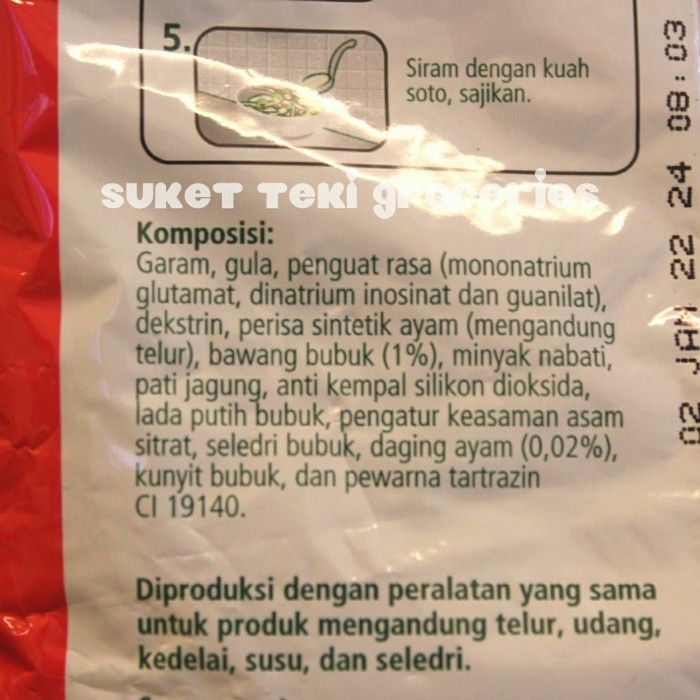 5.
Siram dengan kuah
soto, sajikan.
SUKET TEKI groceries
Komposisi:
Garam, gula, penguat rasa (mononatrium
glutamat, dinatrium inosinat dan guanilat),
dekstrin, perisa sintetik ayam (mengandung
telur), bawang bubuk (1%), minyak nabati,
pati jagung, anti kempal silikon dioksida,
lada putih bubuk, pengatur keasaman asam
sitrat, seledri bubuk, daging ayam (0,02%),
kunyit bubuk, dan pewarna tartrazin
CI 19140.
Diproduksi dengan peralatan yang sama
untuk produk mengandung telur, udang,
kedelai, susu, dan seledri.
02 JAN 22 24 08:03